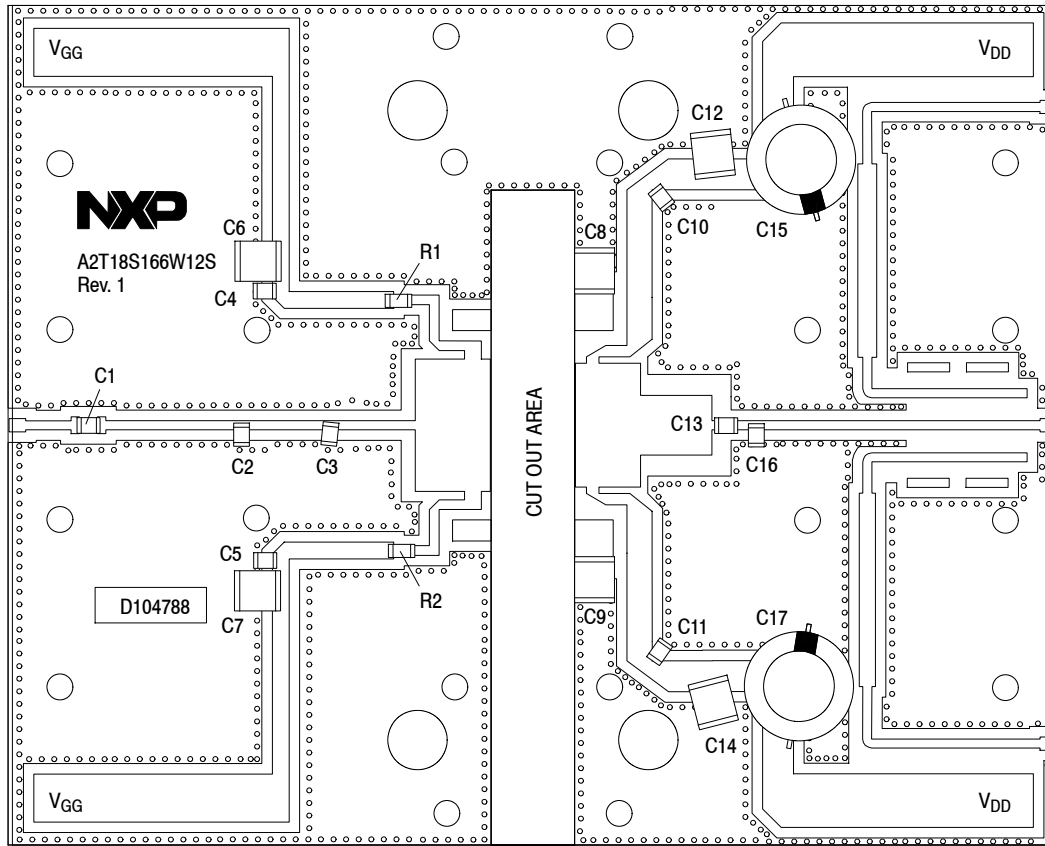 VGG
VDD
C12
NXP
C6
C8
C10
C15
A2T18S166W12S
Rev. 1
R1
C4
C1
CUT OUT AREA
C13
C2
C3
C16
C5
R2
D104788
C7
C9
C11
C17
C14
VGG
VDD